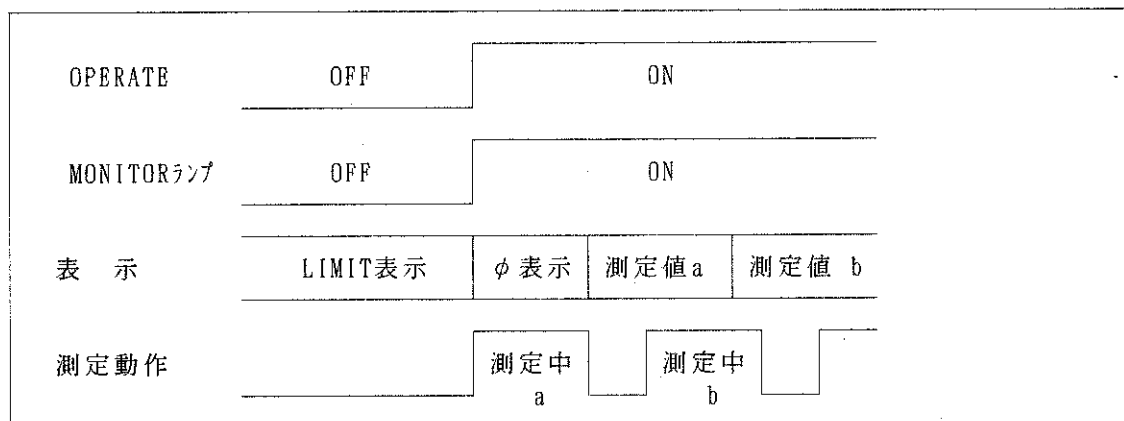 OPERATE OFF ON
MONITORランプ OFF ON
表 示 LIMIT表示 φ表示 測定値a 測定値 b
測定動作 測定中 測定中
a b